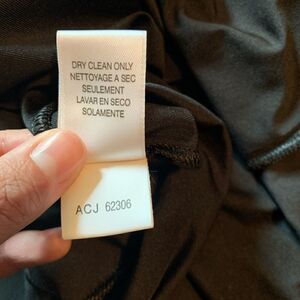 DRY CLEAN ONLY
NETTOYAGE A SEC
SEULEMENT
LAVAR EN SECO
SOLAMENTE
ACJ 62306